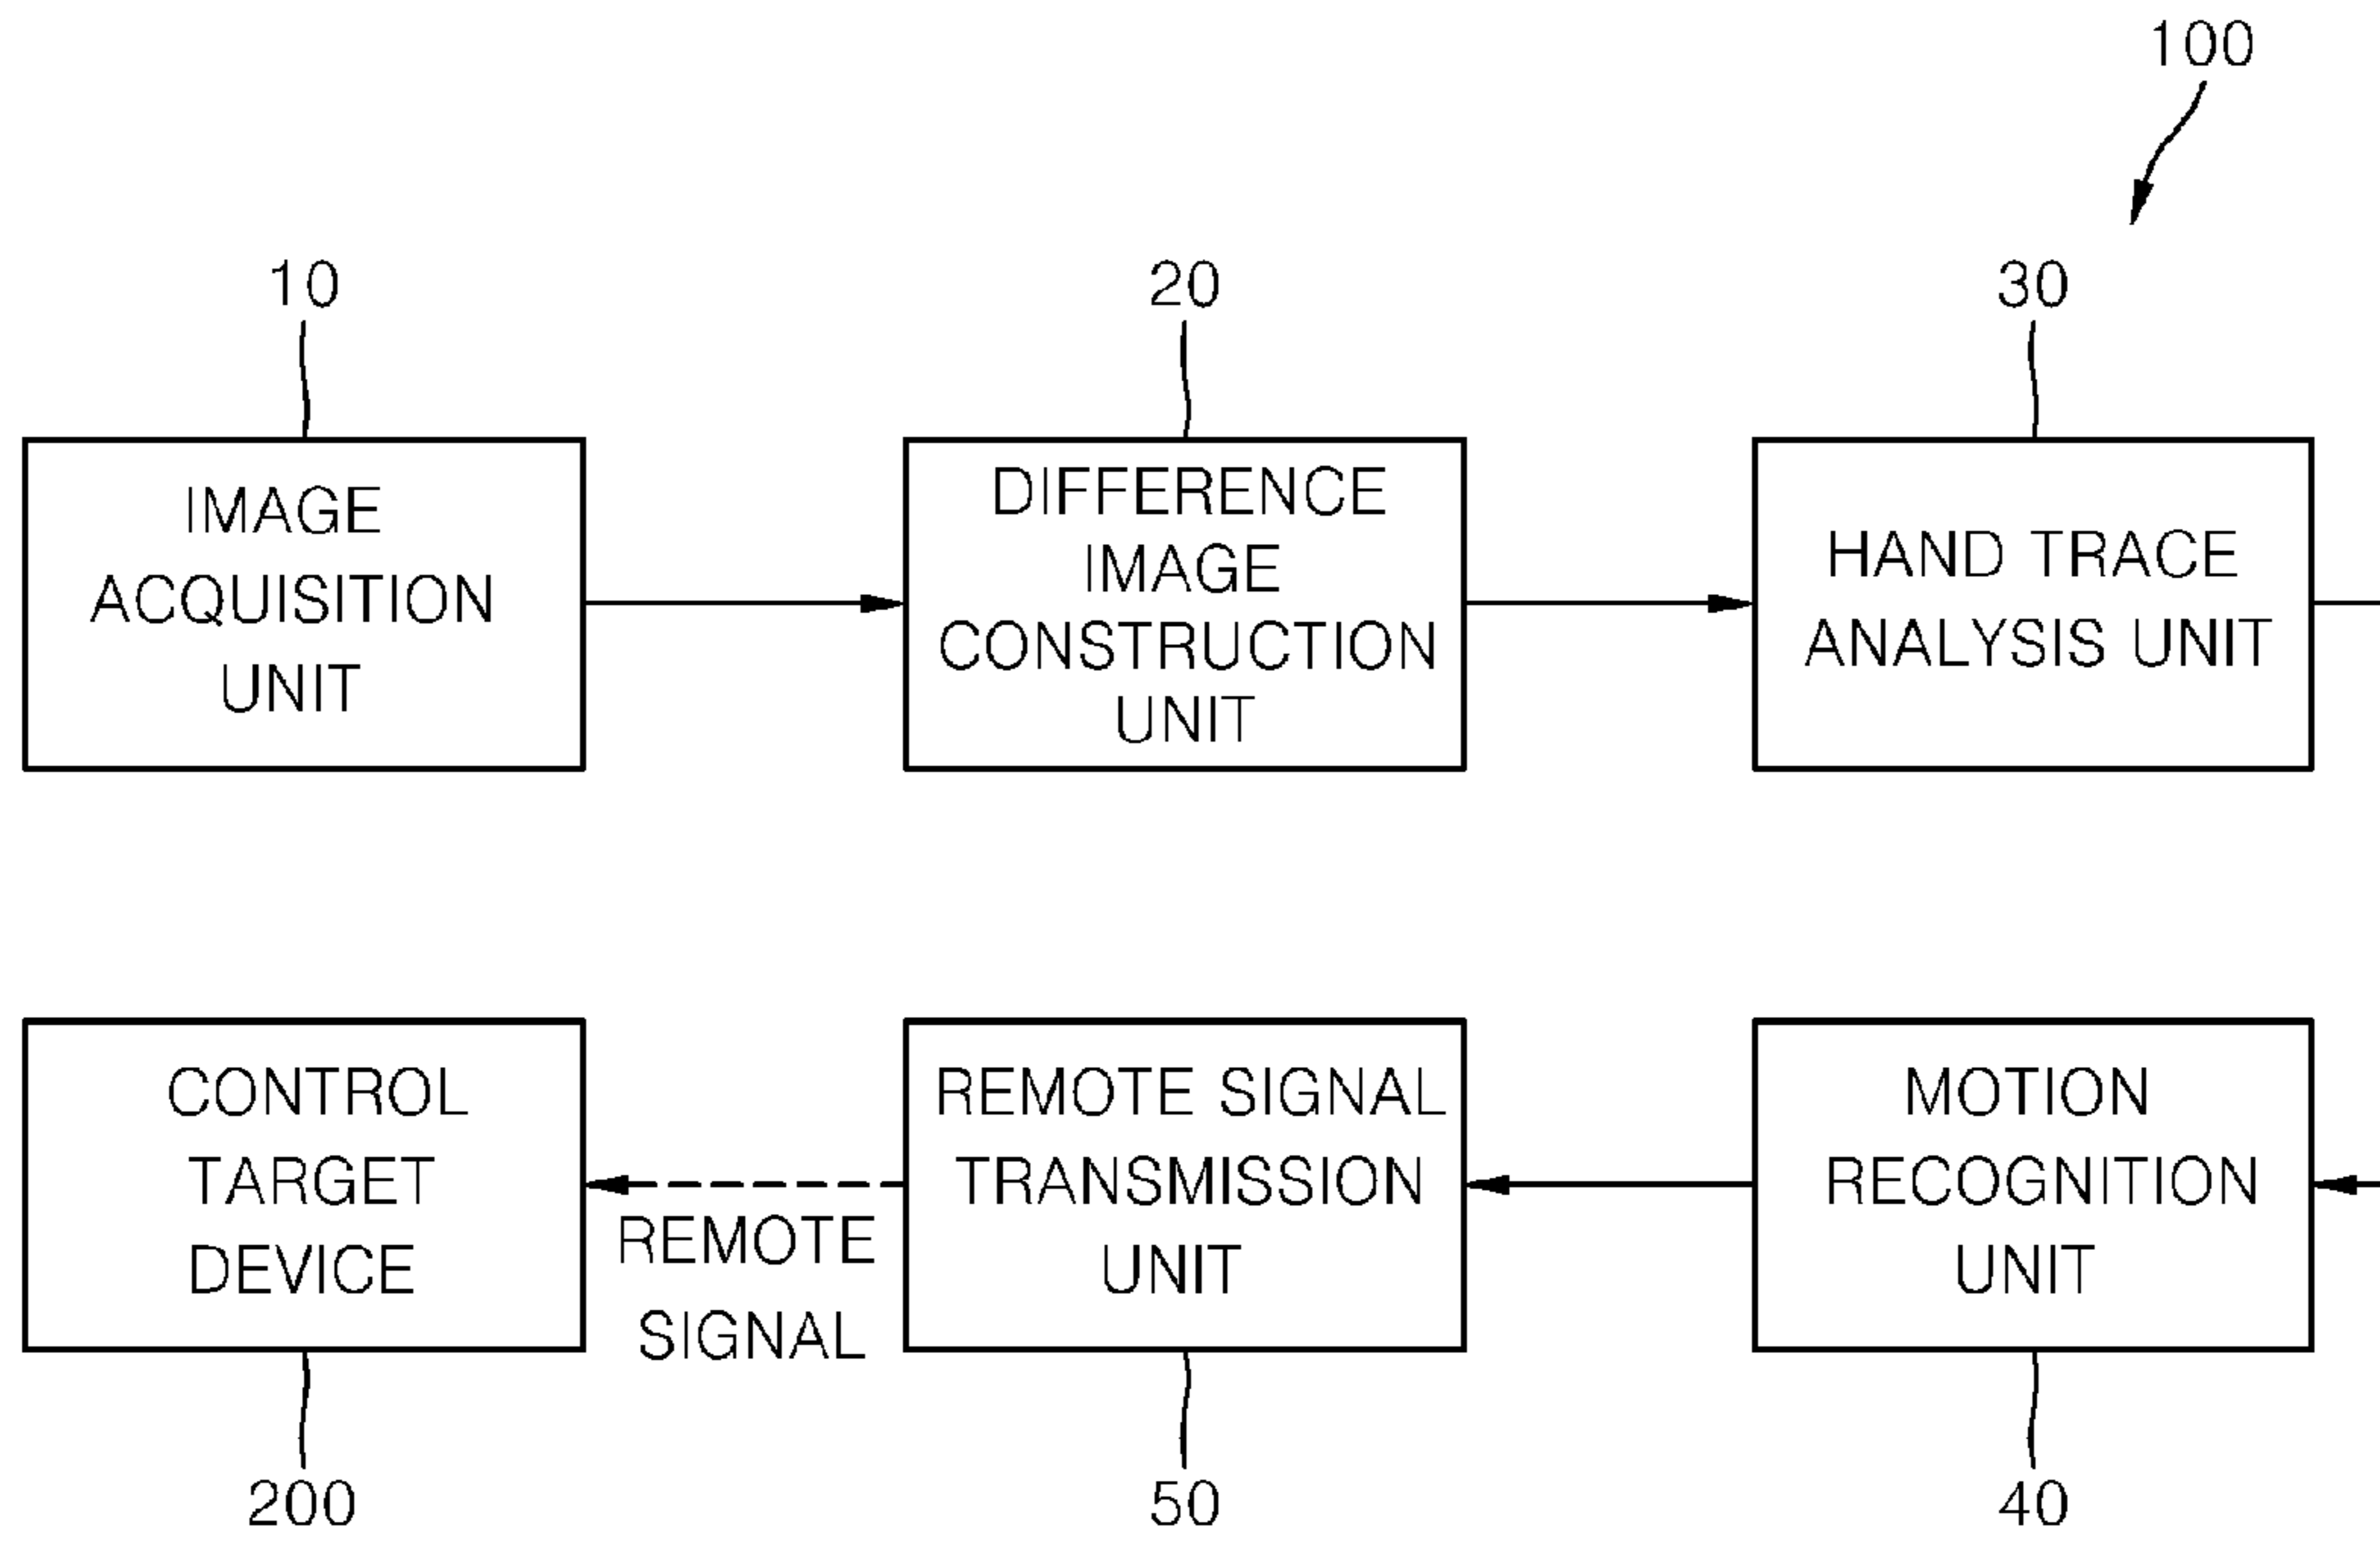 100
10
20
30
IMAGE
ACQUISITION
UNIT
DIFFERENCE
IMAGE
CONSTRUCTION
UNIT
HAND TRACE
ANALYSIS UNIT
CONTROL
TARGET
DEVICE
REMOTE
SIGNAL
REMOTE SIGNAL
TRANSMISSION
UNIT
MOTION
RECOGNITION
UNIT
200
50
40